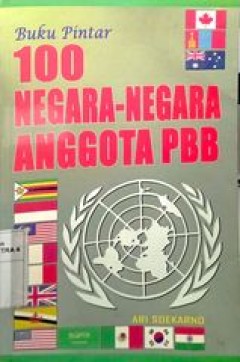 Buku Pintar
100
NEGARA-NEGARA
ANGGOTA PBB
ARI SOEKARNO